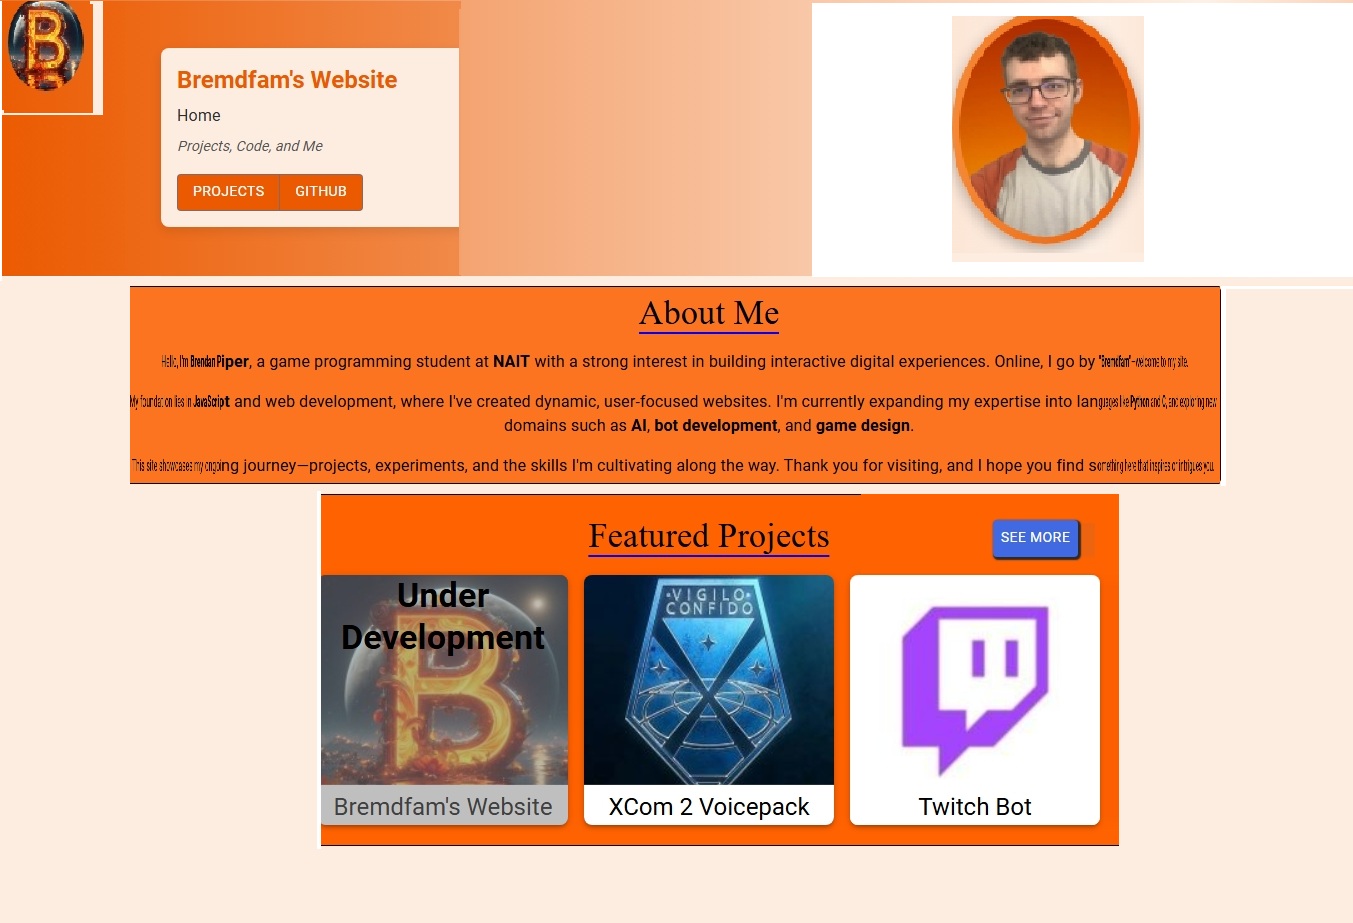 Bremdfam's Website
Home
Projects, Code, and Me
PROJECTS GITHUB
About Me
Hello, I'm Brendan Piper, a game programming student at NAIT with a strong interest in building interactive digital experiences. Online, I go by "Bremdfam"—welcome to my site.
My foundation lies in JavaScript and web development, where I've created dynamic, user-focused websites. I'm currently expanding my expertise into languages like Python and C, and exploring new
domains such as AI, bot development, and game design.
This site showcases my ongoing journey—projects, experiments, and the skills I'm cultivating along the way. Thank you for visiting, and I hope you find something here that inspires or intrigues you.
Featured Projects
SEE MORE
Under
Development
VIGILO
CONFIDO
Bremdfam's Website
XCom 2 Voicepack
Twitch Bot